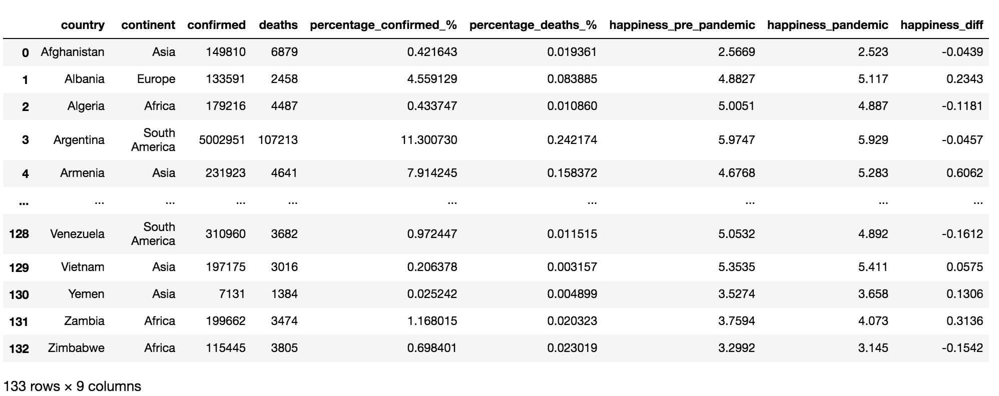 country continent confirmed deaths percentage_confirmed_% percentage_deaths_% happiness_pre_pandemic happiness_pandemic happiness_diff
0 Afghanistan Asia 149810 6879 0.421643 0.019361 2.5669 2.523 -0.0439
1 Albania Europe 133591 2458 4.559129 0.083885 4.8827 5.117 0.2343
2 Algeria Africa 179216 4487 0.433747 0.010860 5.0051 4.887 -0.1181
3 Argentina South America 5002951 107213 11.300730 0.242174 5.9747 5.929 -0.0457
4 Armenia Asia 231923 4641 7.914245 0.158372 4.6768 5.283 0.6062
... ... ... ... ... ... ... ... ... ...
128 Venezuela South America 310960 3682 0.972447 0.011515 5.0532 4.892 -0.1612
129 Vietnam Asia 197175 3016 0.206378 0.003157 5.3535 5.411 0.0575
130 Yemen Asia 7131 1384 0.025242 0.004899 3.5274 3.658 0.1306
131 Zambia Africa 199662 3474 1.168015 0.020323 3.7594 4.073 0.3136
132 Zimbabwe Africa 115445 3805 0.698401 0.023019 3.2992 3.145 -0.1542
133 rows × 9 columns